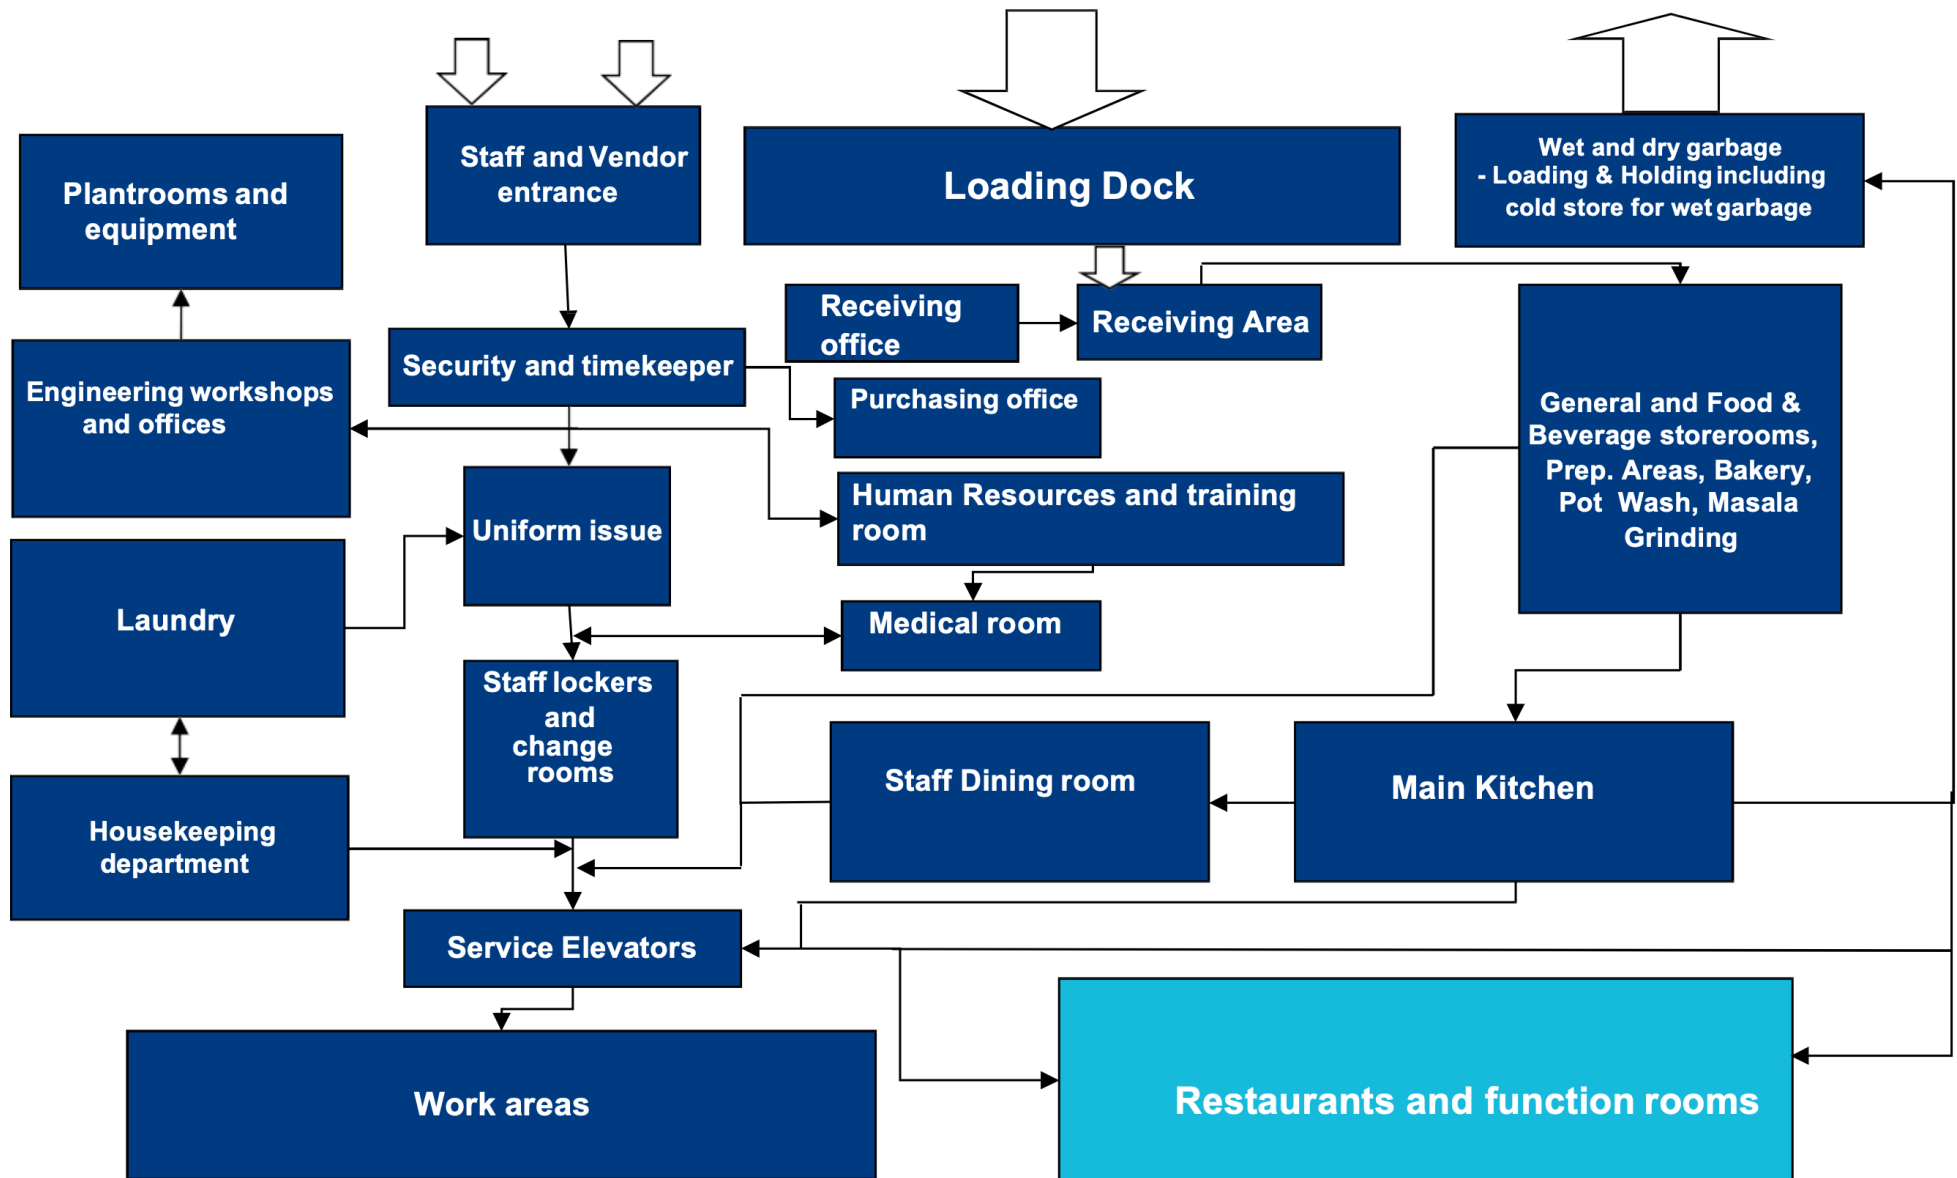 Staff and Vendor
entrance
Loading Dock
Wet and dry garbage
- Loading & Holding including
cold store for wet garbage
Plantrooms and
equipment
Receiving
office
Receiving Area
Security and timekeeper
Purchasing office
Engineering workshops
and offices
General and Food &
Beverage storerooms,
Prep. Areas, Bakery,
Pot Wash, Masala
Grinding
Uniform issue
Human Resources and training
room
Laundry
Medical room
Staff lockers
and
change
rooms
Staff Dining room
Main Kitchen
Housekeeping
department
Service Elevators
Work areas
Restaurants and function rooms